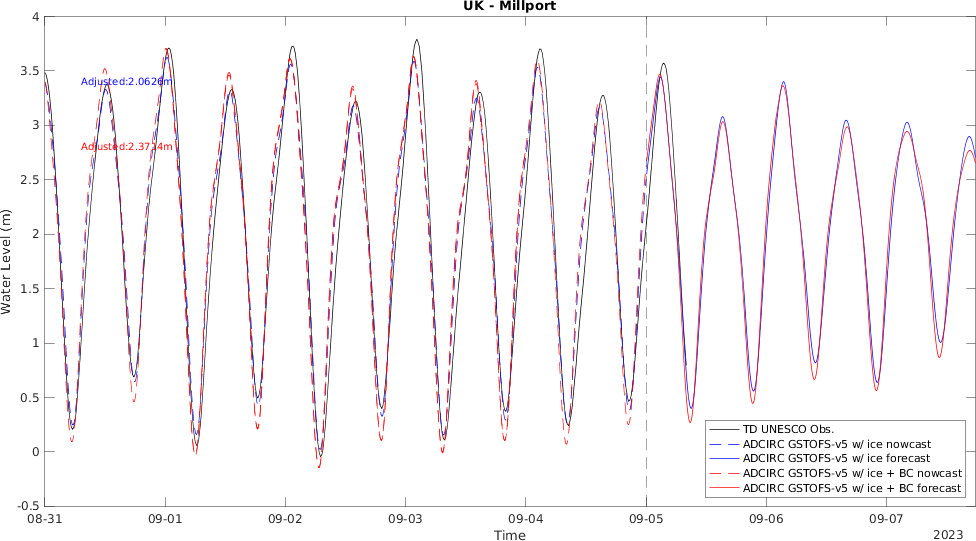 UK - Millport
4
3.5
3
2.5
2
1.5
1
0.5
0
-0.5
Water Level (m)
Adjusted:2.0626m
Adjusted:2.3714m
TD UNESCO Obs.
ADCIRC GSTOFS-v5 w/ ice nowcast
ADCIRC GSTOFS-v5 w/ ice forecast
ADCIRC GSTOFS-v5 w/ ice + BC nowcast
ADCIRC GSTOFS-v5 w/ ice + BC forecast
08-31 09-01 09-02 09-03 09-04 09-05 09-06 09-07
Time
2023